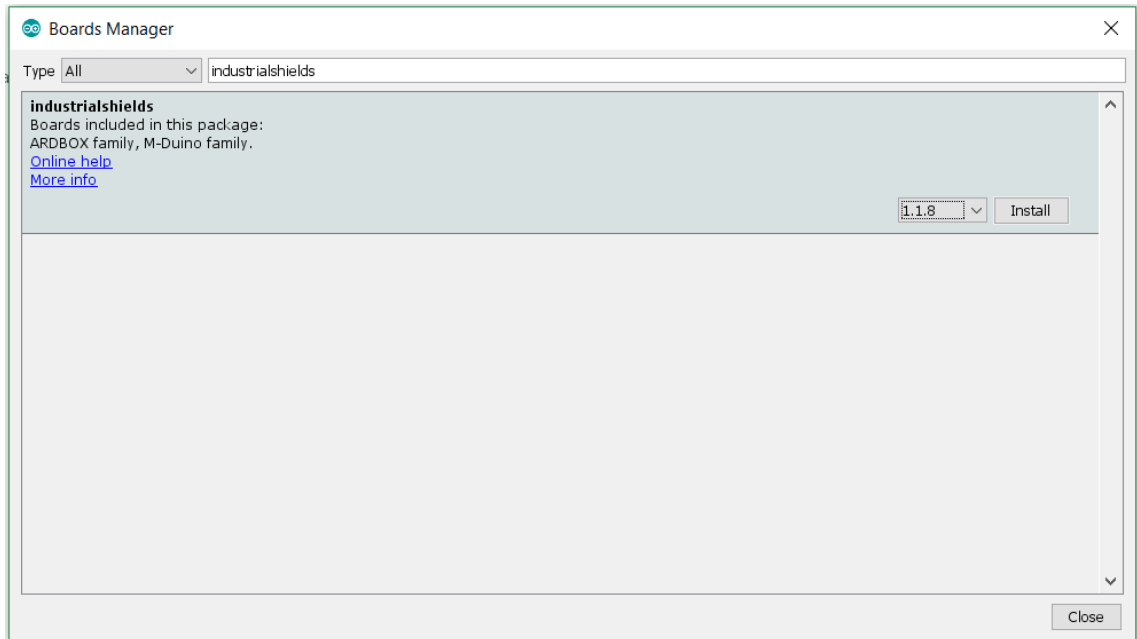 Boards Manager
Type All industrialshields
industrialshields
Boards included in this package:
ARDBOX family, M-Duino family.
Online help
More info
1.1.8 Install
Close